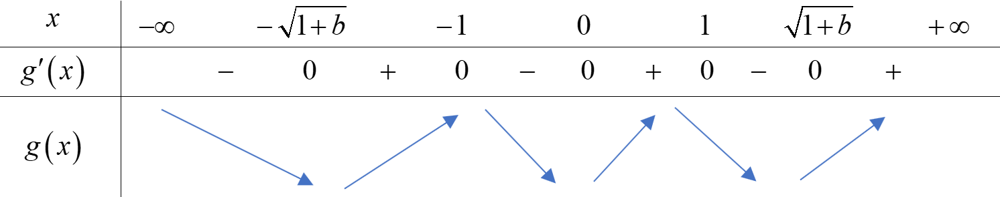 x −∞ −√(1+b) −1 0 1 √(1+b) +∞
g′(x) − 0 + 0 − 0 + 0 − 0 +
g(x)